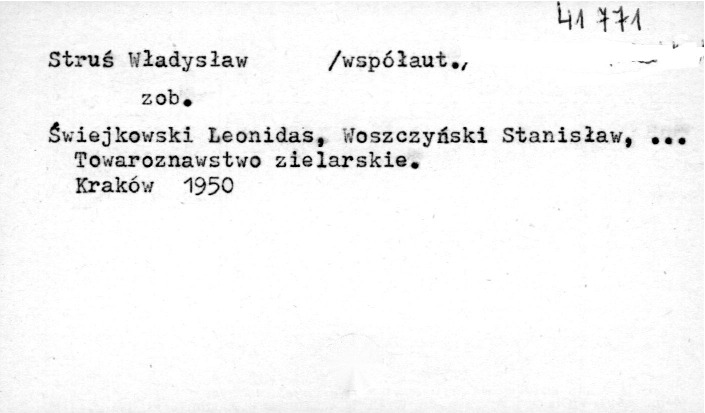 41 771
Struś Władysław /współaut.,
zob.
Świejkowski Leonidas, Woszczyński Stanisław, ...
Towaroznawstwo zielarskie.
Kraków 1950